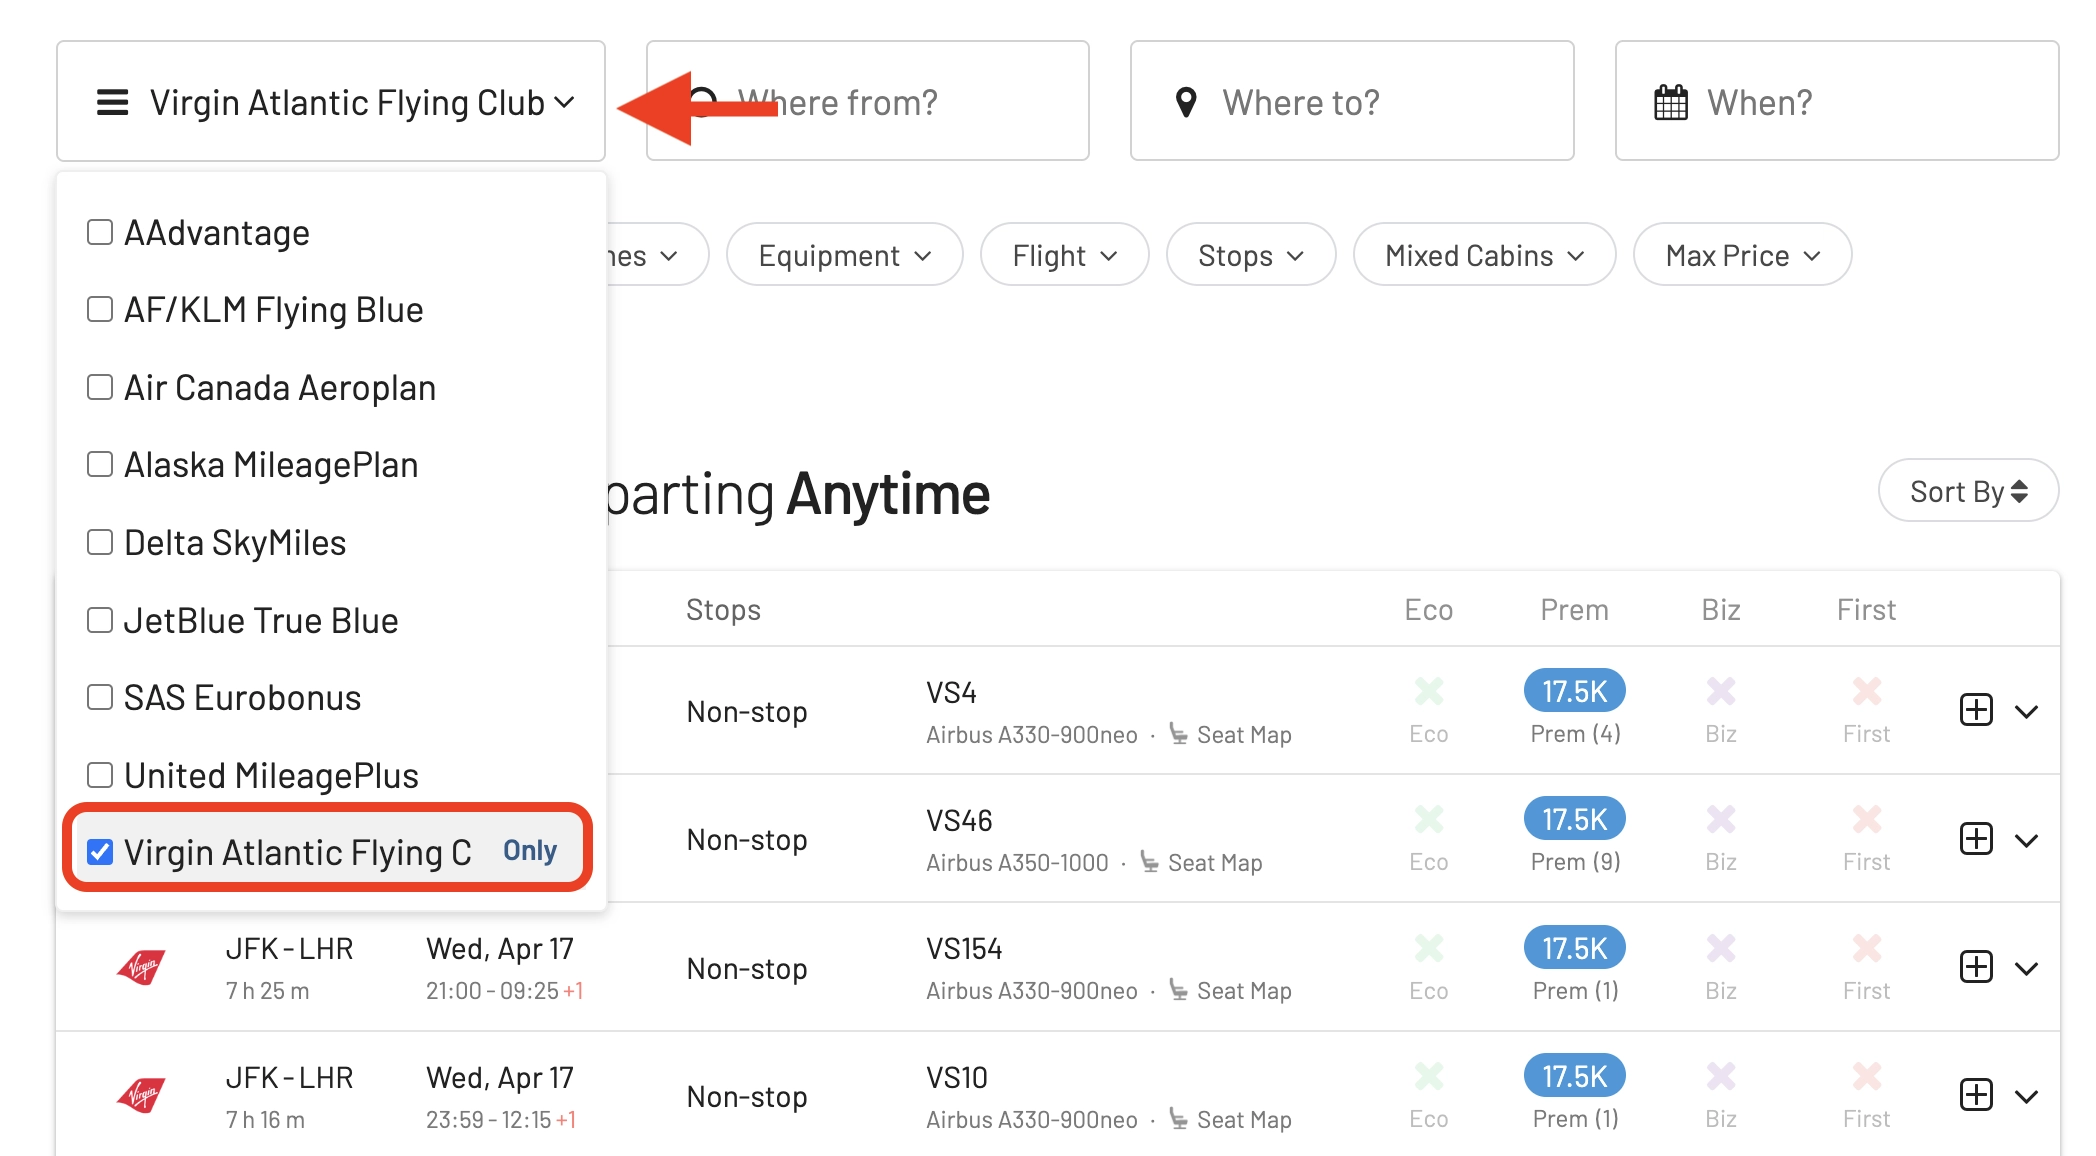 Virgin Atlantic Flying Club
Where from?
Where to?
When?
AAdvantage
AF/KLM Flying Blue
Air Canada Aeroplan
Alaska MileagePlan
Delta SkyMiles
JetBlue True Blue
SAS Eurobonus
United MileagePlus
Virgin Atlantic Flying C Only
nes Equipment Flight Stops Mixed Cabins Max Price
parting Anytime
Sort By
Stops Eco Prem Biz First
Non-stop VS4 17.5K
Airbus A330-900neo · Seat Map Eco Prem (4) Biz First
Non-stop VS46 17.5K
Airbus A350-1000 · Seat Map Eco Prem (9) Biz First
Virgin JFK - LHR Wed, Apr 17 Non-stop VS154 17.5K
7 h 25 m 21:00 - 09:25 +1 Airbus A330-900neo · Seat Map Eco Prem (1) Biz First
Virgin JFK - LHR Wed, Apr 17 Non-stop VS10 17.5K
7 h 16 m 23:59 - 12:15 +1 Airbus A330-900neo · Seat Map Eco Prem (1) Biz First